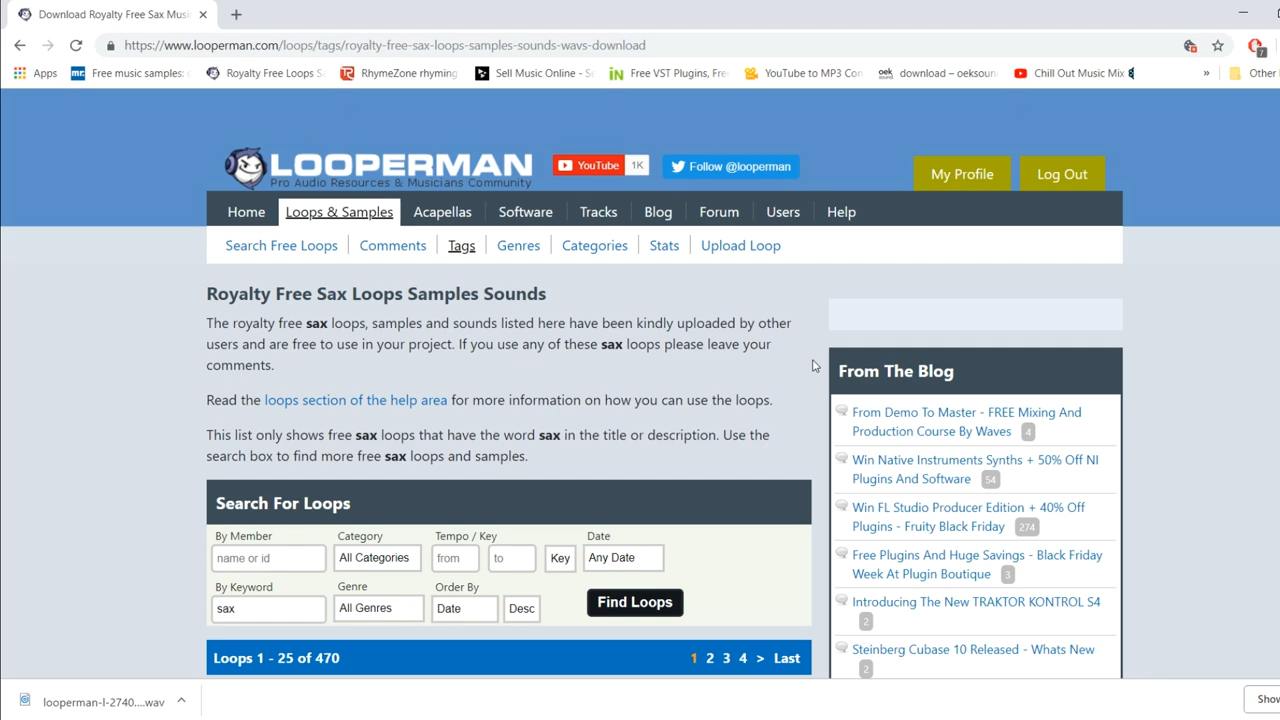 Download Royalty Free Sax Musi
https://www.looperman.com/loops/tags/royalty-free-sax-loops-samples-sounds-wavs-download
7
Apps
mr. Free music samples:
Royalty Free Loops S
RhymeZone rhyming
Sell Music Online - S
Free VST Plugins, Fre
YouTube to MP3 Con
oek download – oeksoun
Chill Out Music Mix
»
Other
LOOPERMAN
Pro Audio Resources & Musicians Community
YouTube 1K
Follow @looperman
My Profile
Log Out
Home
Loops & Samples
Acapellas
Software
Tracks
Blog
Forum
Users
Help
Search Free Loops
Comments
Tags
Genres
Categories
Stats
Upload Loop
Royalty Free Sax Loops Samples Sounds
The royalty free sax loops, samples and sounds listed here have been kindly uploaded by other
users and are free to use in your project. If you use any of these sax loops please leave your
comments.
Read the loops section of the help area for more information on how you can use the loops.
This list only shows free sax loops that have the word sax in the title or description. Use the
search box to find more free sax loops and samples.
Search For Loops
By Member
Category
Tempo / Key
Date
name or id
All Categories
from
to
Key
Any Date
By Keyword
Genre
Order By
sax
All Genres
Date
Desc
Find Loops
Loops 1 - 25 of 470
1 2 3 4 > Last
From The Blog
From Demo To Master - FREE Mixing And
Production Course By Waves 4
Win Native Instruments Synths + 50% Off NI
Plugins And Software 54
Win FL Studio Producer Edition + 40% Off
Plugins - Fruity Black Friday 274
Free Plugins And Huge Savings - Black Friday
Week At Plugin Boutique 3
Introducing The New TRAKTOR KONTROL S4
2
Steinberg Cubase 10 Released - Whats New
2
looperman-l-2740....wav
Show